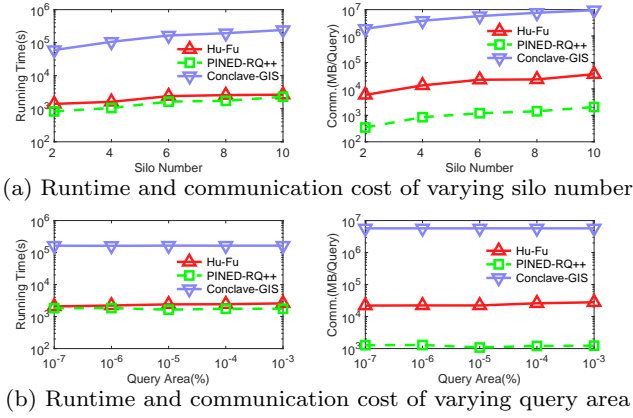 10^6
10^5
10^4
10^3
10^2
Running Time(s)
Hu-Fu
PINED-RQ++
Conclave-GIS
2 4 6 8 10
Silo Number
10^7
10^6
10^5
10^4
10^3
10^2
Comm.(MB/Query)
Hu-Fu
PINED-RQ++
Conclave-GIS
2 4 6 8 10
Silo Number
(a) Runtime and communication cost of varying silo number
10^6
10^5
10^4
10^3
10^2
Running Time(s)
Hu-Fu
PINED-RQ++
Conclave-GIS
10^-7 10^-6 10^-5 10^-4 10^-3
Query Area(%)
10^7
10^6
10^5
10^4
10^3
Comm.(MB/Query)
Hu-Fu
PINED-RQ++
Conclave-GIS
10^-7 10^-6 10^-5 10^-4 10^-3
Query Area(%)
(b) Runtime and communication cost of varying query area